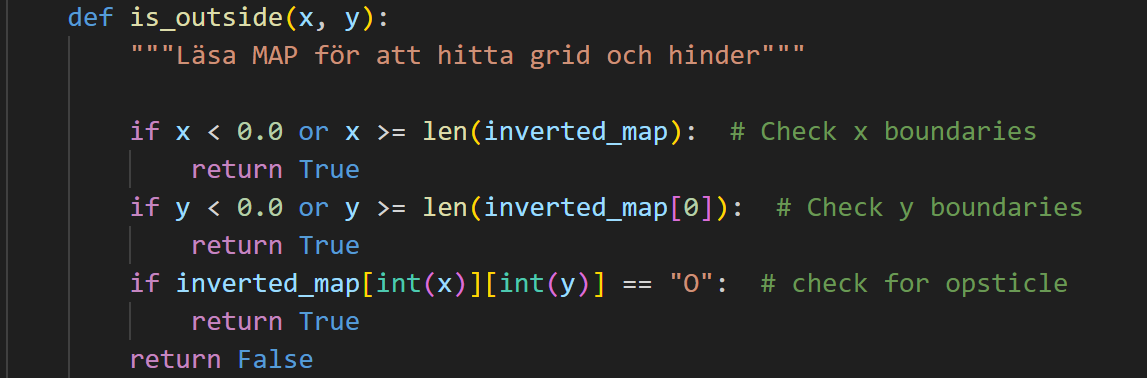 def is_outside(x, y):
"""Läsa MAP för att hitta grid och hinder"""
if x < 0.0 or x >= len(inverted_map):  # Check x boundaries
return True
if y < 0.0 or y >= len(inverted_map[0]):  # Check y boundaries
return True
if inverted_map[int(x)][int(y)] == "O":  # check for opsticle
return True
return False